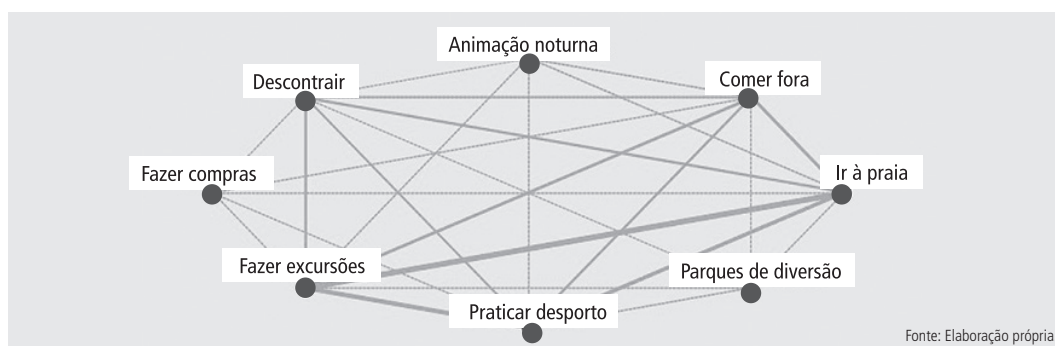 Animação noturna
Descontrair
Comer fora
Fazer compras
Ir à praia
Fazer excursões
Parques de diversão
Praticar desporto
Fonte: Elaboração própria